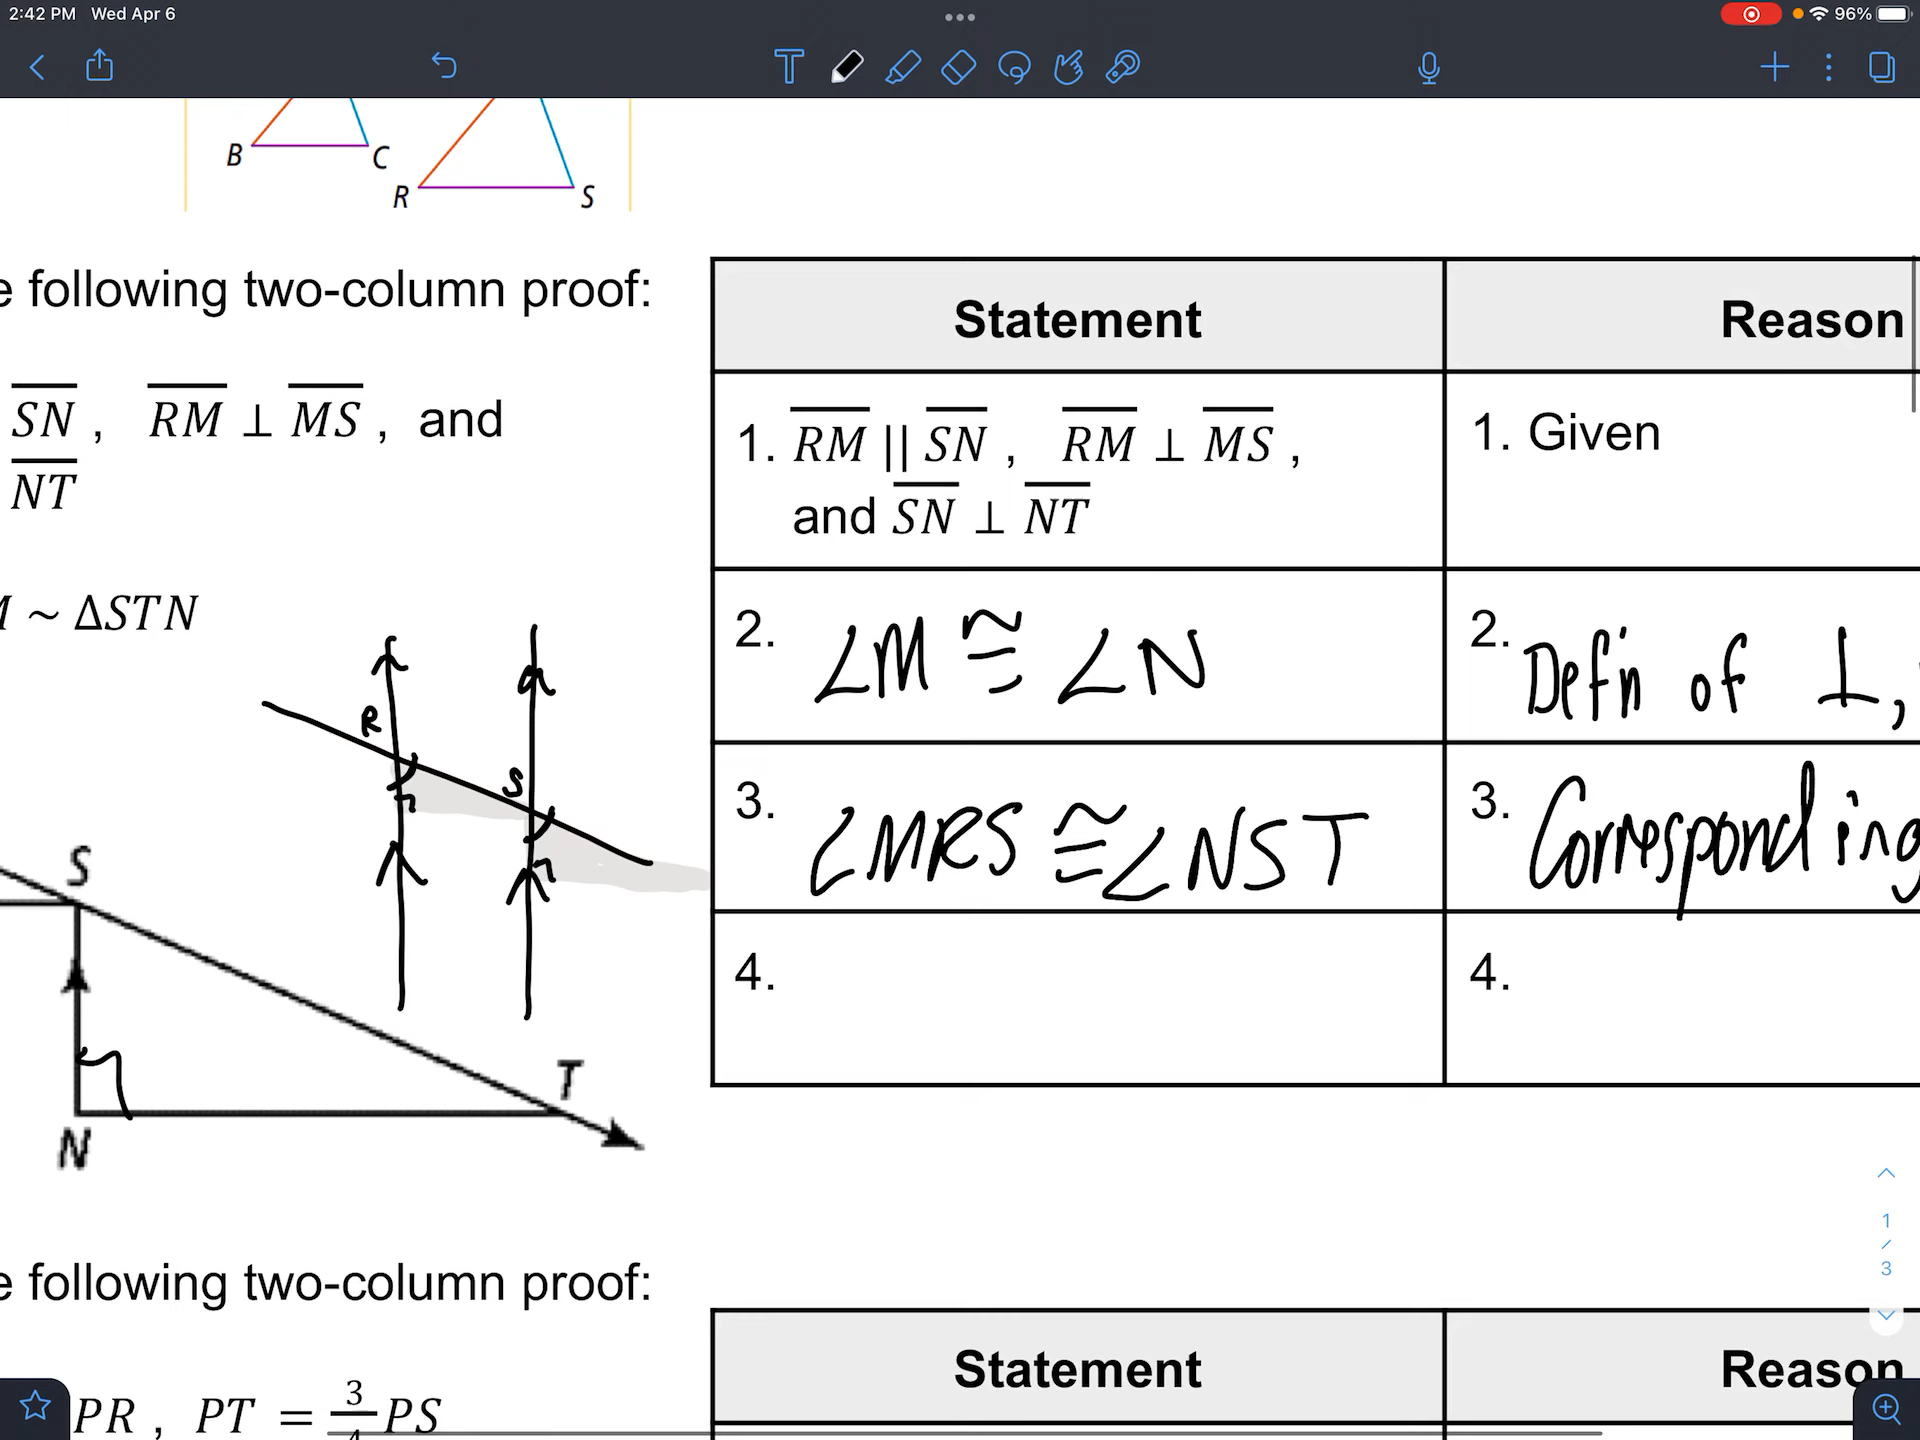 2:42 PM Wed Apr 6
96%
B
C
R
S
e following two-column proof:
SN , RM ⊥ MS , and
NT
M ~ ΔSTN
R
S
S
T
N
Statement
Reason
1. RM || SN , RM ⊥ MS ,
and SN ⊥ NT
1. Given
2. ∠M ≅ ∠N
2. Def'n of ⊥,
3. ∠MRS ≅ ∠NST
3. Corresponding
4.
4.
1
/
3
e following two-column proof:
PR , PT = 3/4 PS
Statement
Reason